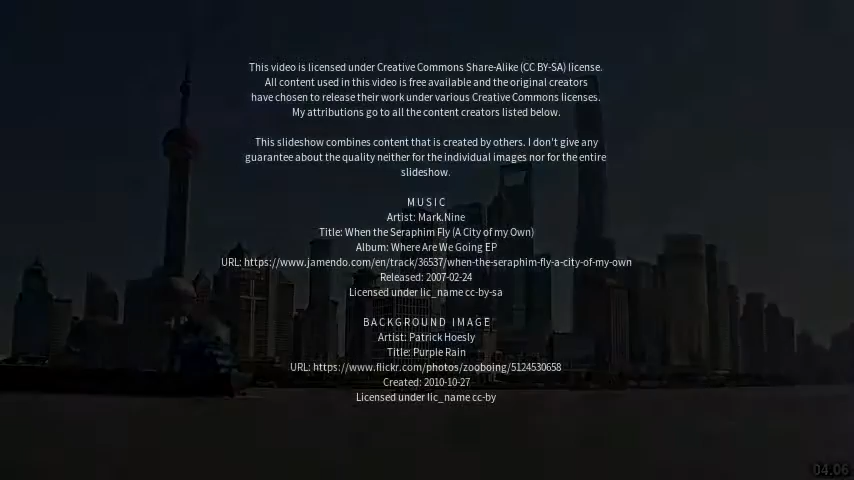 This video is licensed under Creative Commons Share-Alike (CC BY-SA) license.
All content used in this video is free available and the original creators
have chosen to release their work under various Creative Commons licenses.
My attributions go to all the content creators listed below.
This slideshow combines content that is created by others. I don't give any
guarantee about the quality neither for the individual images nor for the entire
slideshow.
MUSIC
Artist: Mark.Nine
Title: When the Seraphim Fly (A City of my Own)
Album: Where Are We Going EP
URL: https://www.jamendo.com/en/track/36537/when-the-seraphim-fly-a-city-of-my-own
Released: 2007-02-24
Licensed under lic_name cc-by-sa
BACKGROUND IMAGE
Artist: Patrick Hoesly
Title: Purple Rain
URL: https://www.flickr.com/photos/zooboing/5124530658
Created: 2010-10-27
Licensed under lic_name cc-by
04.06